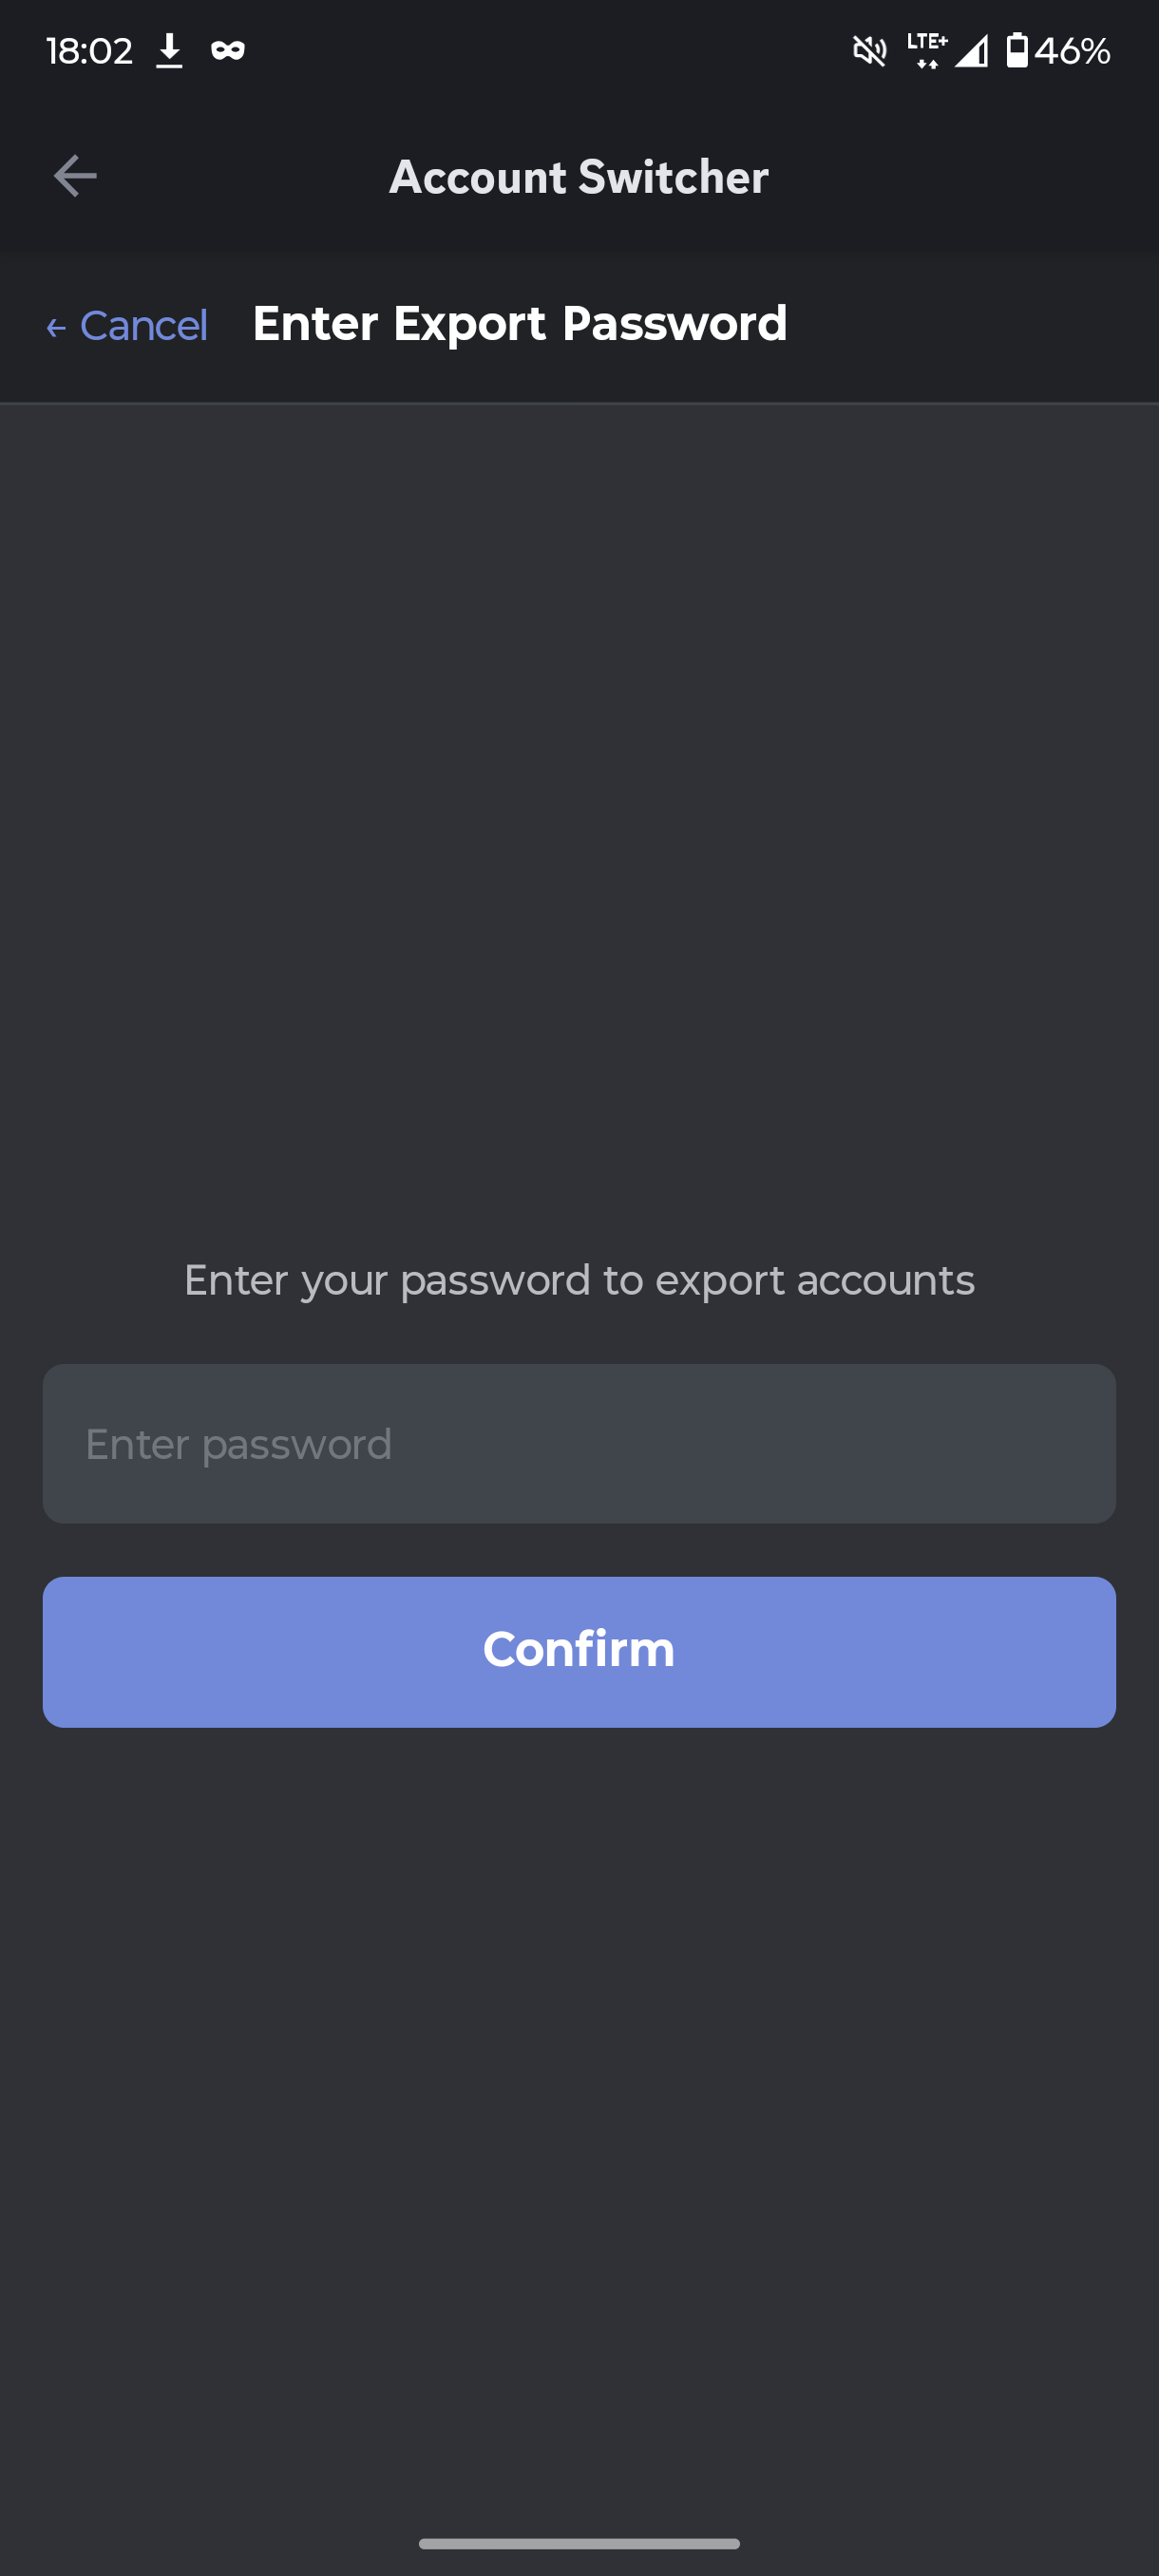 18:02
LTE+ 46%
Account Switcher
← Cancel Enter Export Password
Enter your password to export accounts
Enter password
Confirm